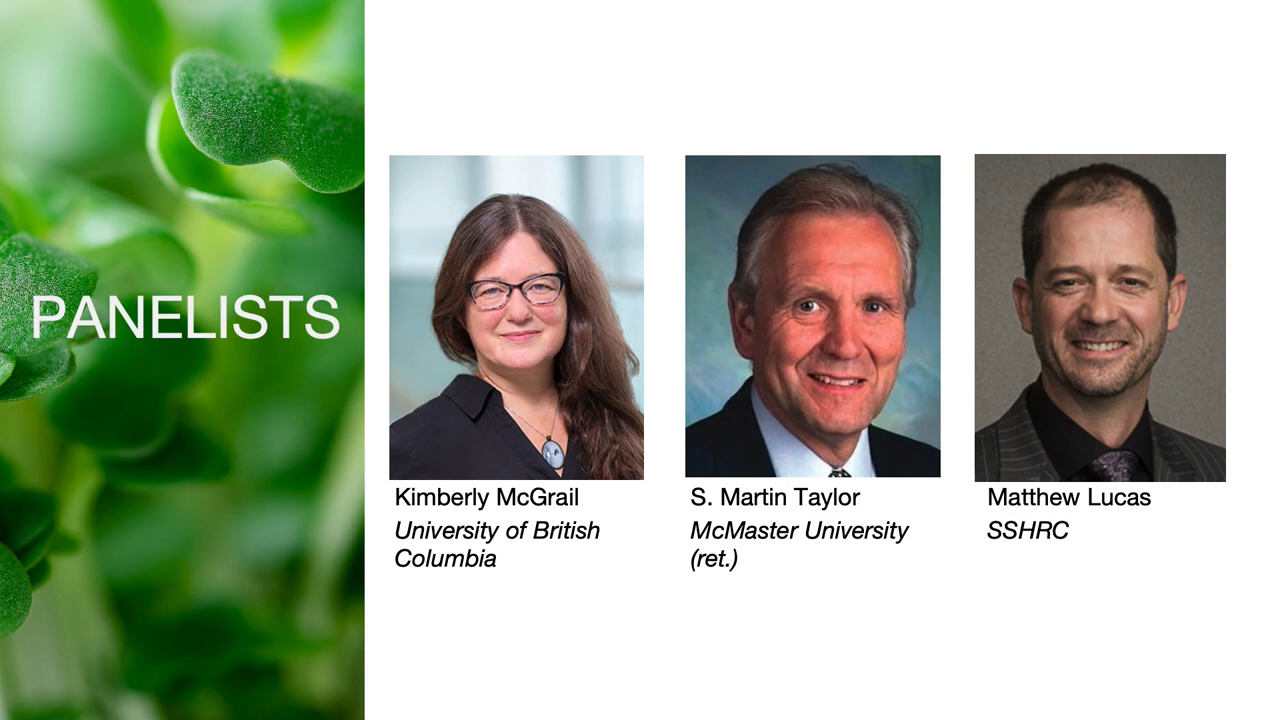 PANELISTS
Kimberly McGrail
University of British
Columbia
S. Martin Taylor
McMaster University
(ret.)
Matthew Lucas
SSHRC